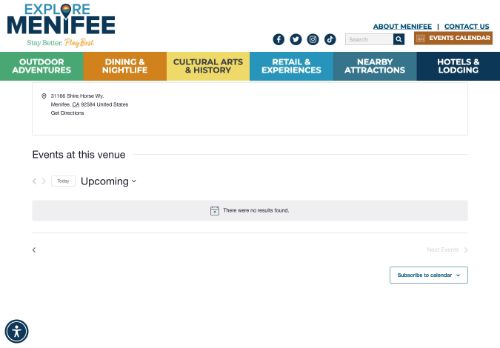 EXPLORE
MENIFEE
Stay Better. Play Best.
ABOUT MENIFEE | CONTACT US
Search
EVENTS CALENDAR
OUTDOOR ADVENTURES
DINING & NIGHTLIFE
CULTURAL ARTS & HISTORY
RETAIL & EXPERIENCES
NEARBY ATTRACTIONS
HOTELS & LODGING
31166 Shire Horse Wy.
Menifee, CA 92584 United States
Get Directions
Events at this venue
Today
Upcoming
There were no results found.
Next Events
Subscribe to calendar